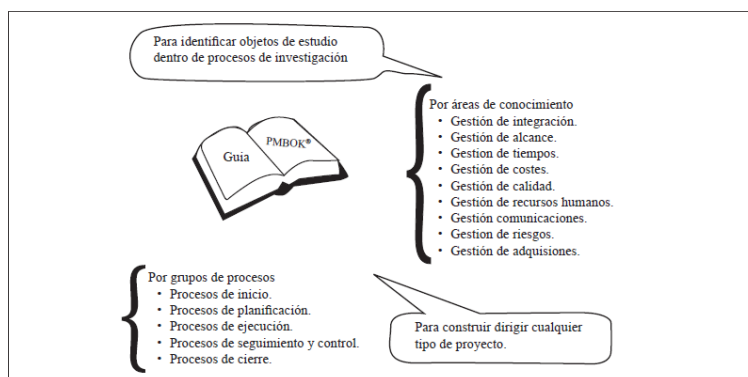 Para identificar objetos de estudio
dentro de procesos de investigación
Guia
PMBOK®
Por áreas de conocimiento
• Gestión de integración.
• Gestión de alcance.
• Gestión de tiempos.
• Gestión de costes.
• Gestión de calidad.
• Gestión de recursos humanos.
• Gestión comunicaciones.
• Gestion de riesgos.
• Gestión de adquisiones.
Por grupos de procesos
• Procesos de inicio.
• Procesos de planificación.
• Procesos de ejecución.
• Procesos de seguimiento y control.
• Procesos de cierre.
Para construir dirigir cualquier
tipo de proyecto.